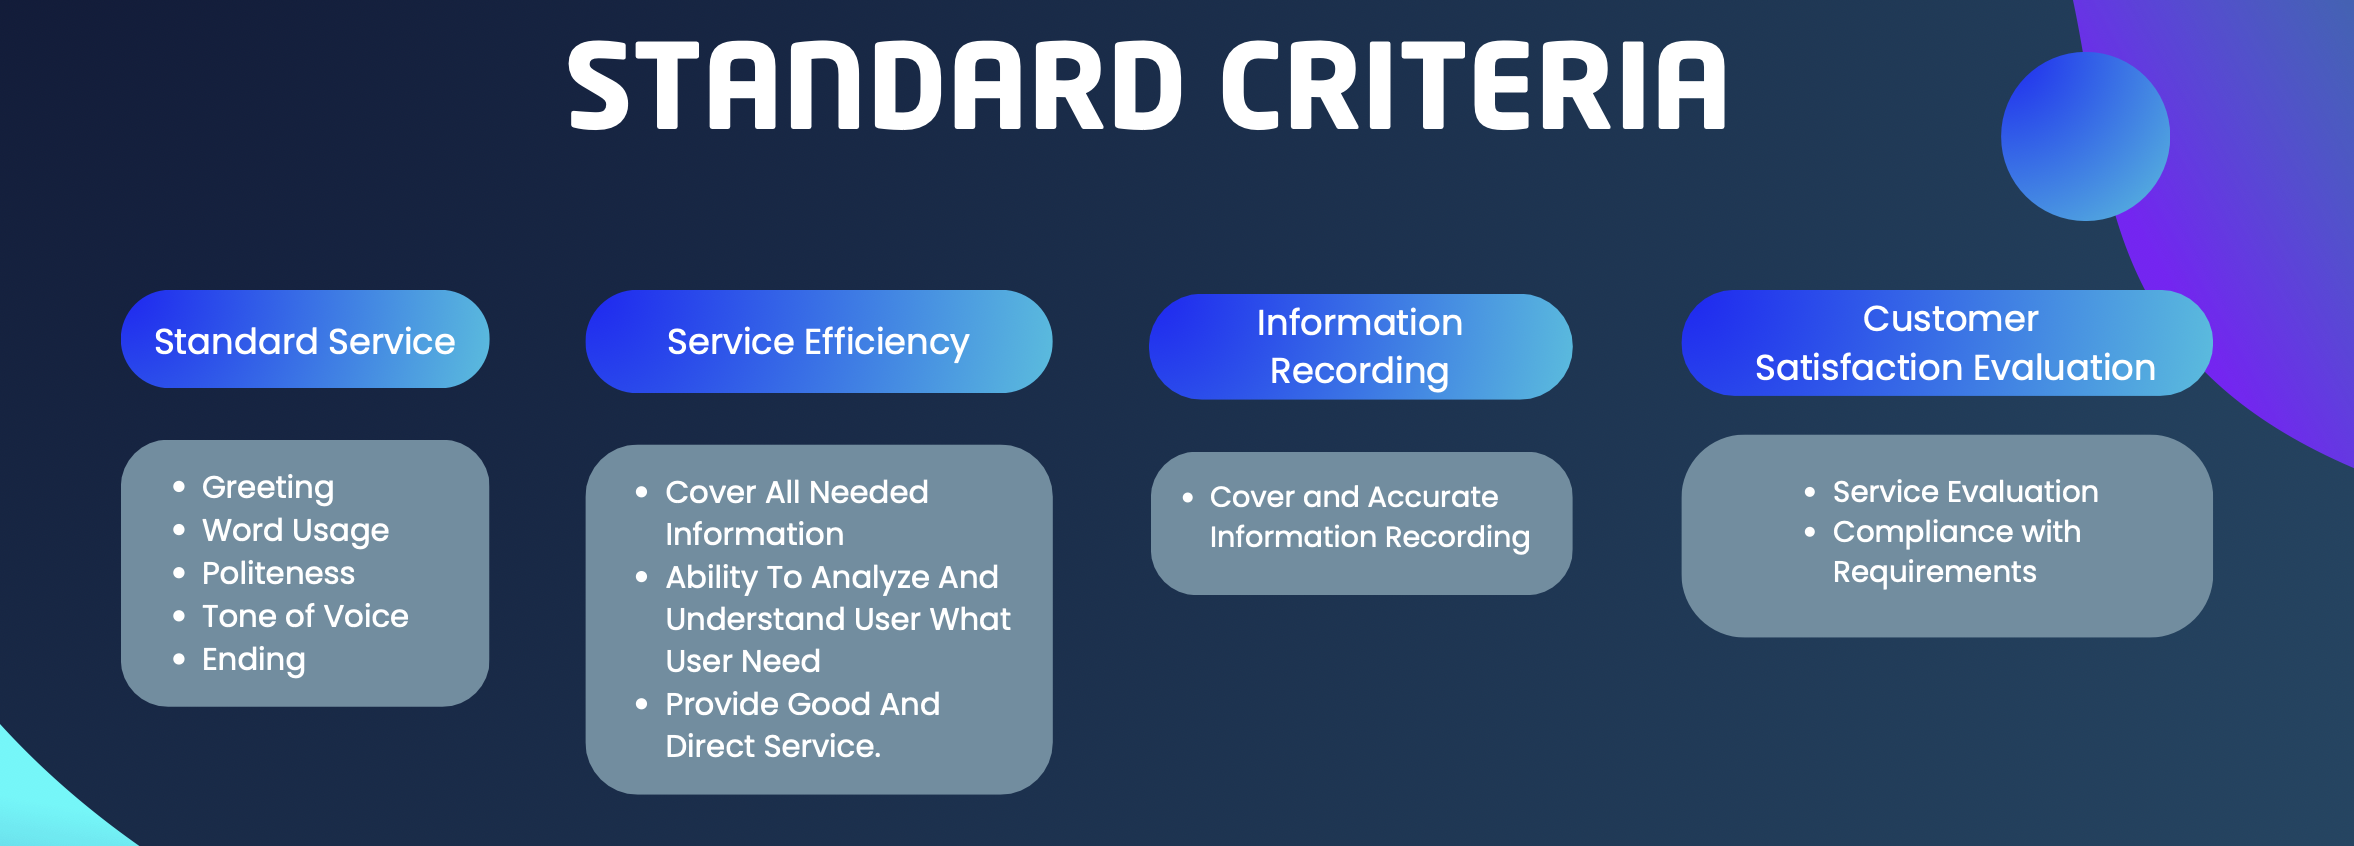 STANDARD CRITERIA
Standard Service
Greeting
Word Usage
Politeness
Tone of Voice
Ending
Service Efficiency
Cover All Needed
Information
Ability To Analyze And
Understand User What
User Need
Provide Good And
Direct Service.
Information
Recording
Cover and Accurate
Information Recording
Customer
Satisfaction Evaluation
Service Evaluation
Compliance with
Requirements